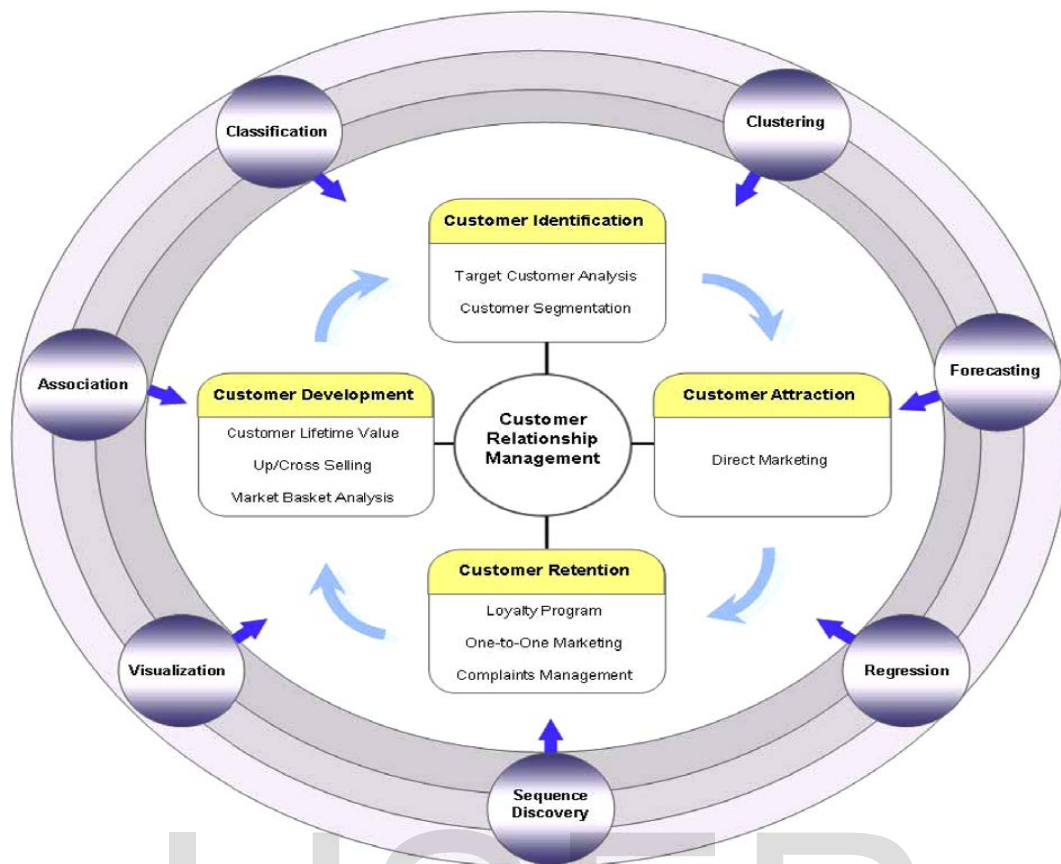 Classification
Clustering
Customer Identification
Target Customer Analysis
Customer Segmentation
Association
Forecasting
Customer Development
Customer Lifetime Value
Up/Cross Selling
Market Basket Analysis
Customer
Relationship
Management
Customer Attraction
Direct Marketing
Customer Retention
Loyalty Program
One-to-One Marketing
Complaints Management
Visualization
Regression
Sequence
Discovery